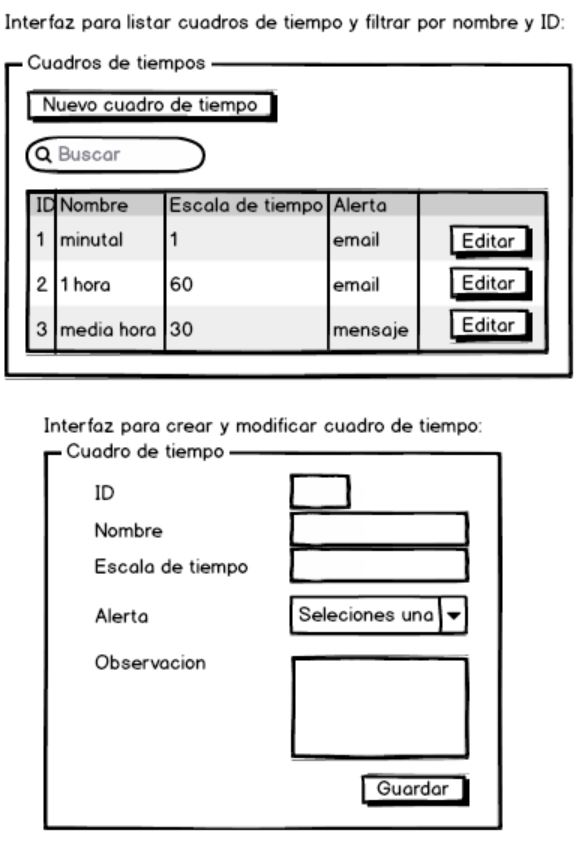 Interfaz para listar cuadros de tiempo y filtrar por nombre y ID:
Cuadros de tiempos
Nuevo cuadro de tiempo
Buscar
ID Nombre Escala de tiempo Alerta
1 minutal 1 email Editar
2 1 hora 60 email Editar
3 media hora 30 mensaje Editar
Interfaz para crear y modificar cuadro de tiempo:
Cuadro de tiempo
ID
Nombre
Escala de tiempo
Alerta Seleciones una
Observacion
Guardar